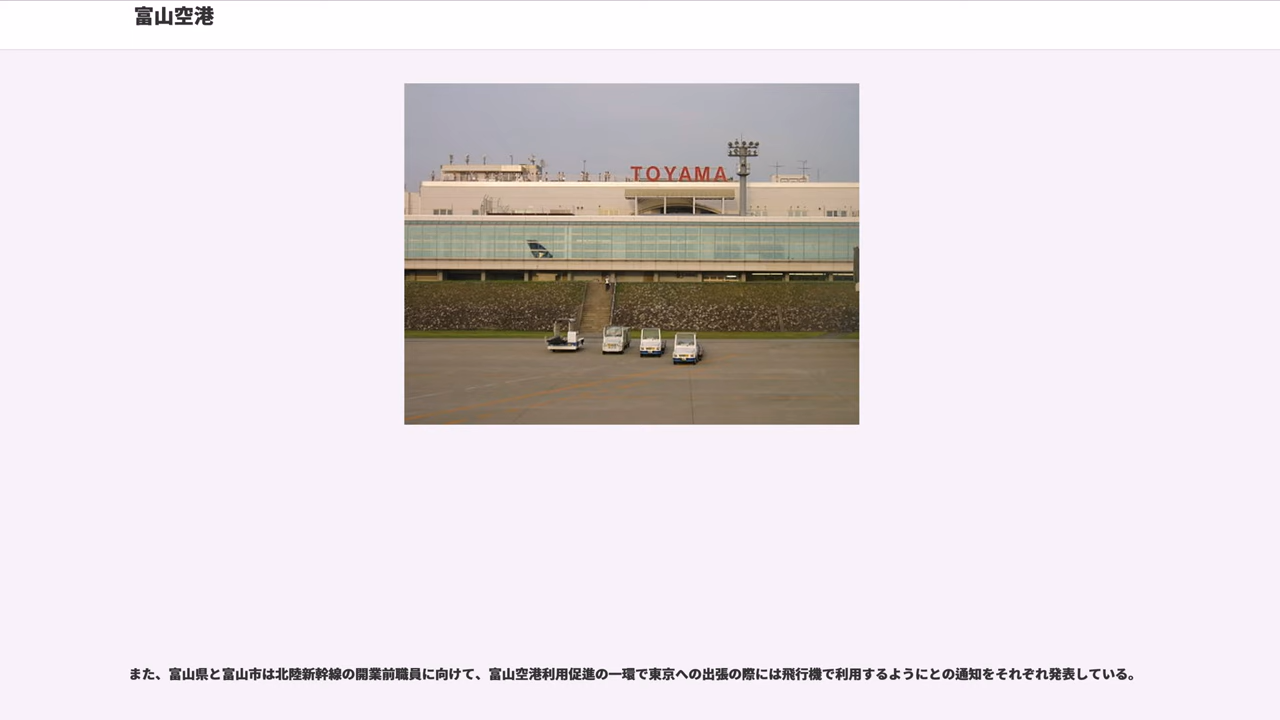 富山空港
TOYAMA
また、富山県と富山市は北陸新幹線の開業前職員に向けて、富山空港利用促進の一環で東京への出張の際には飛行機で利用するようにとの通知をそれぞれ発表している。